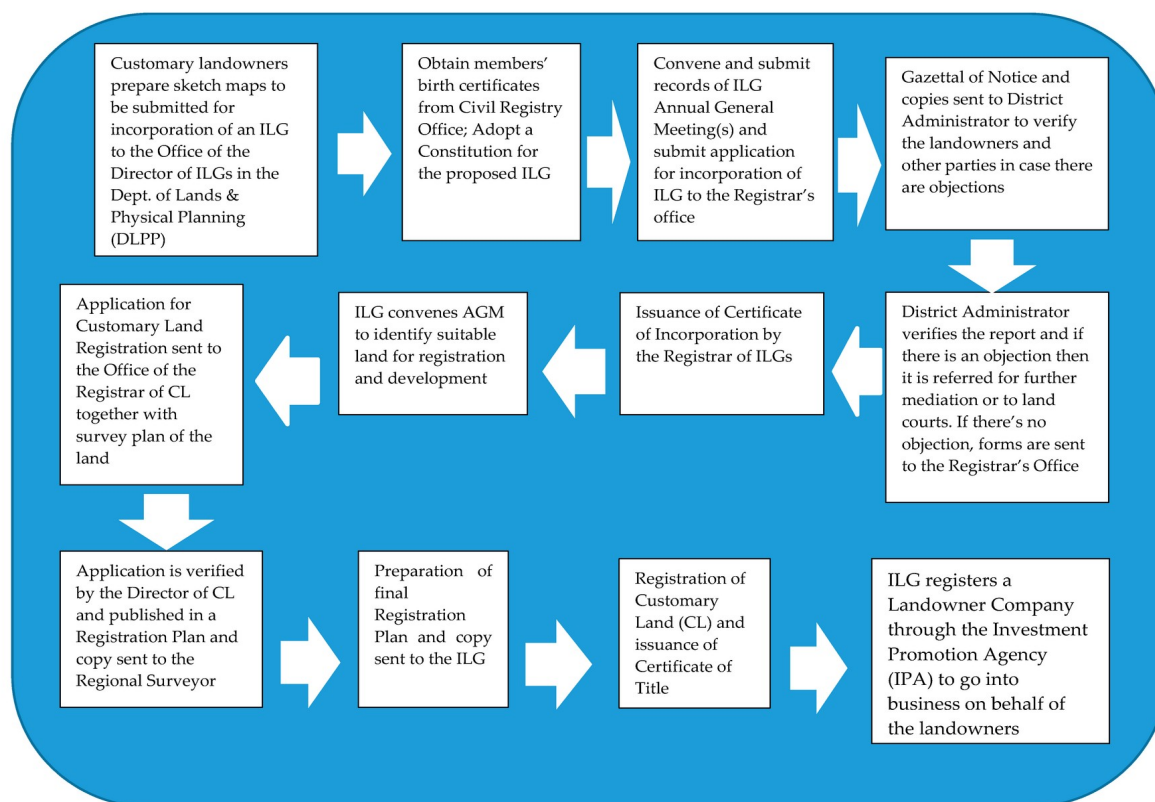 Customary landowners
prepare sketch maps to
be submitted for
incorporation of an ILG
to the Office of the
Director of ILGs in the
Dept. of Lands &
Physical Planning
(DLPP)
Obtain members’
birth certificates
from Civil Registry
Office; Adopt a
Constitution for
the proposed ILG
Convene and submit
records of ILG
Annual General
Meeting(s) and
submit application
for incorporation of
ILG to the Registrar’s
office
Gazettal of Notice and
copies sent to District
Administrator to verify
the landowners and
other parties in case there
are objections
District Administrator
verifies the report and if
there is an objection then
it is referred for further
mediation or to land
courts. If there’s no
objection, forms are sent
to the Registrar’s Office
Issuance of Certificate
of Incorporation by
the Registrar of ILGs
ILG convenes AGM
to identify suitable
land for registration
and development
Application for
Customary Land
Registration sent to
the Office of the
Registrar of CL
together with
survey plan of the
land
Application is verified
by the Director of CL
and published in a
Registration Plan and
copy sent to the
Regional Surveyor
Preparation of
final
Registration
Plan and copy
sent to the ILG
Registration of
Customary
Land (CL) and
issuance of
Certificate of
Title
ILG registers a
Landowner Company
through the Investment
Promotion Agency
(IPA) to go into
business on behalf of
the landowners